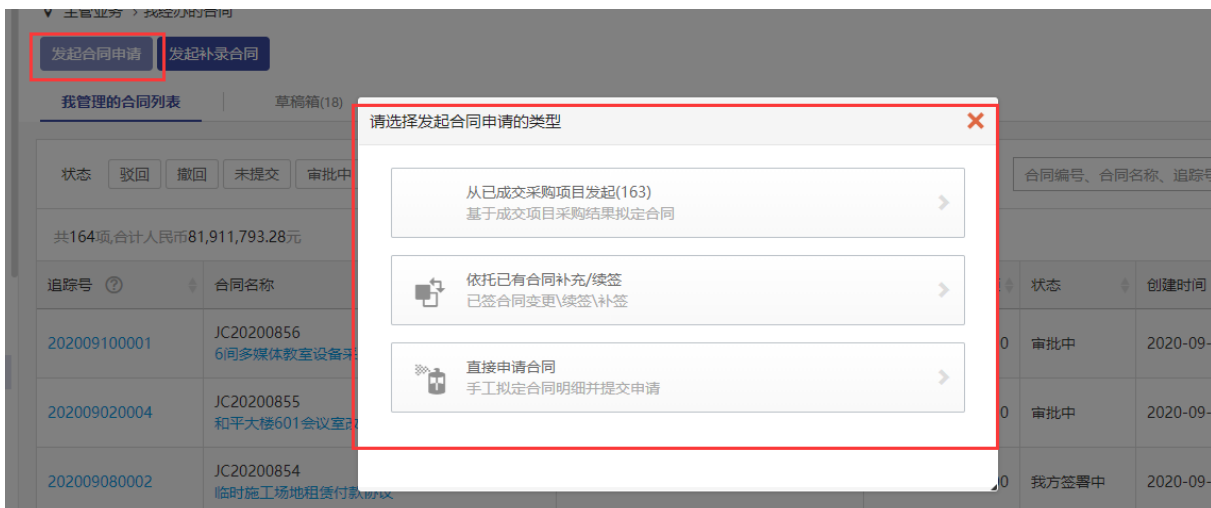 主管业务 > 我经办的合同
发起合同申请
发起补录合同
我管理的合同列表
草稿箱(18)
请选择发起合同申请的类型
状态
驳回
撤回
未提交
审批中
合同编号、合同名称、追踪号
从已成交采购项目发起(163)
基于成交项目采购结果拟定合同
共164项,合计人民币81,911,793.28元
依托已有合同补充/续签
已签合同变更\续签\补签
追踪号
合同名称
状态
创建时间
直接申请合同
手工拟定合同明细并提交申请
202009100001
JC20200856
6间多媒体教室设备采
0
审批中
2020-09-
202009020004
JC20200855
和平大楼601会议室改
0
审批中
2020-09-
202009080002
JC20200854
临时施工场地租赁付款协议
0
我方签署中
2020-09-